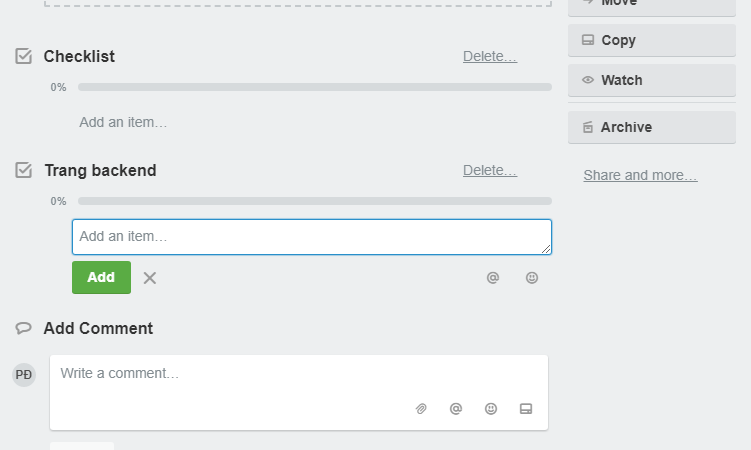 Move
Checklist
Delete…
Copy
0%
Watch
Add an item…
Archive
Trang backend
Delete…
Share and more…
0%
Add an item…
Add
Add Comment
PĐ
Write a comment…